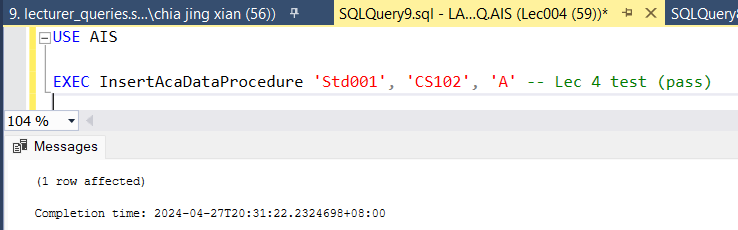 9. lecturer_queries.s...\chia jing xian (56))
SQLQuery9.sql - LA...Q.AIS (Lec004 (59))*
SQLQuery8
USE AIS
EXEC InsertAcaDataProcedure 'Std001', 'CS102', 'A' -- Lec 4 test (pass)
104 %
Messages
(1 row affected)
Completion time: 2024-04-27T20:31:22.2324698+08:00